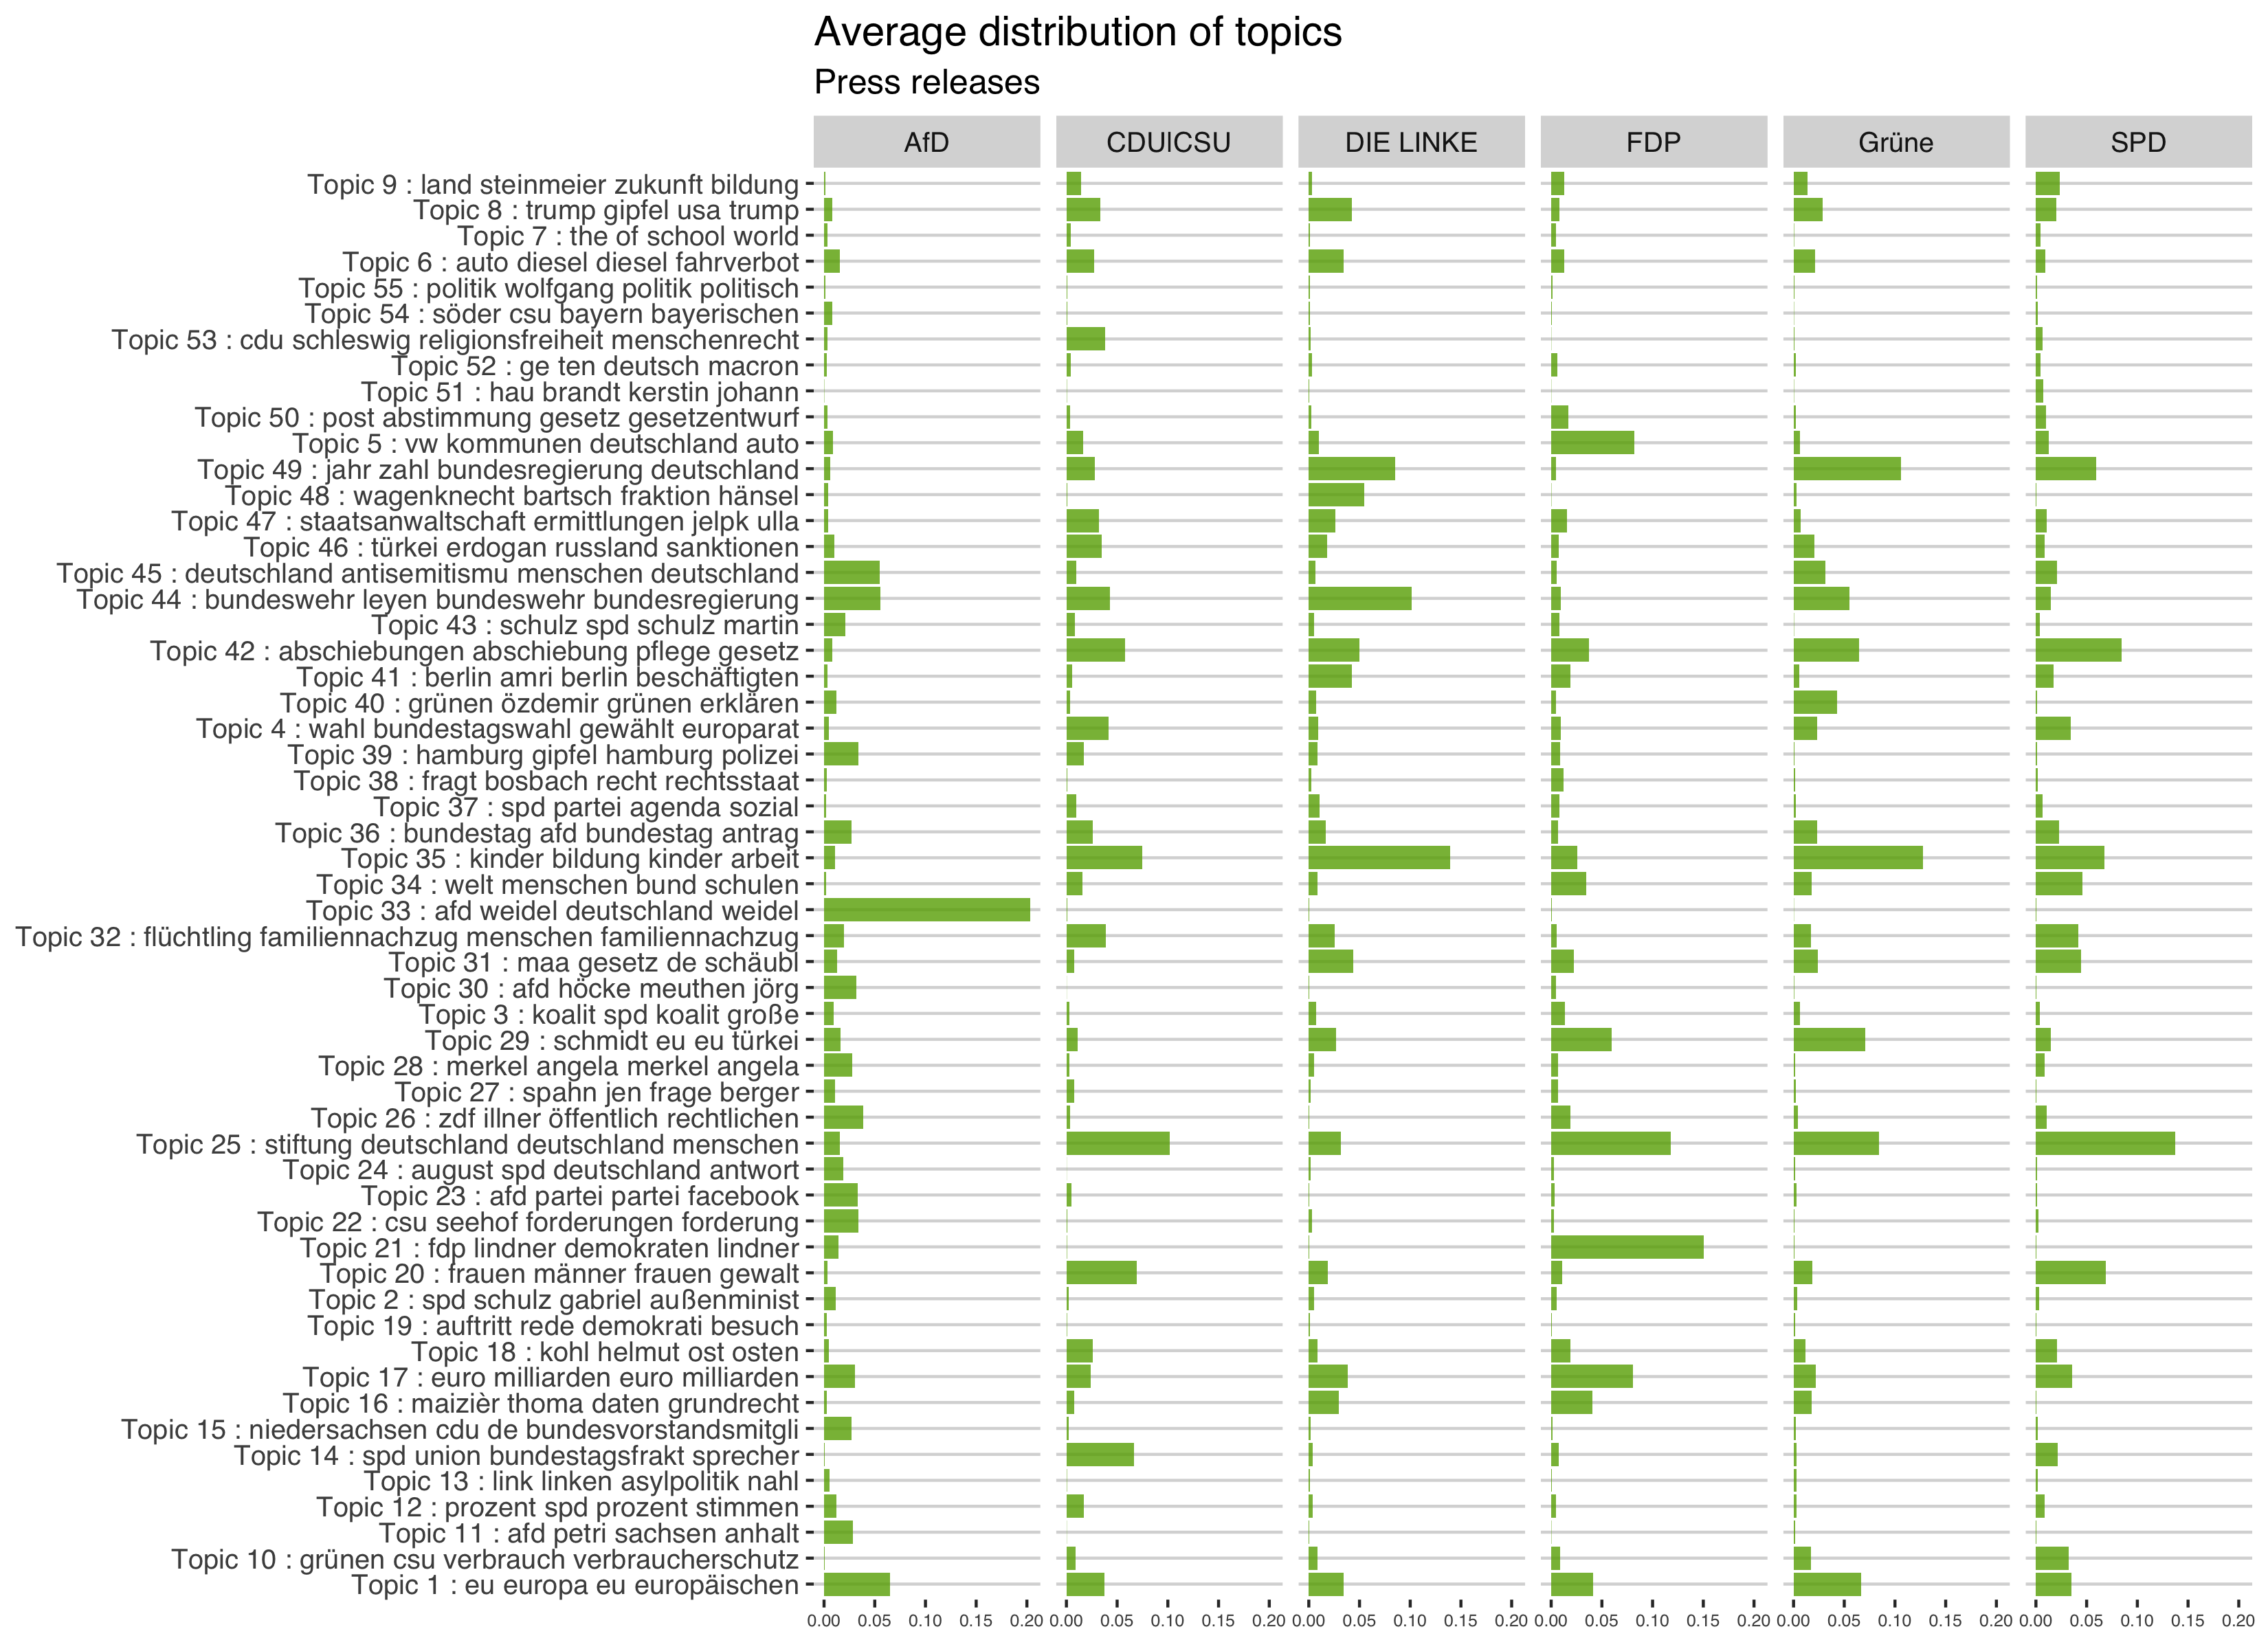 Average distribution of topics
Press releases
AfD CDU|CSU DIE LINKE FDP Grüne SPD
Topic 9 : land steinmeier zukunft bildung
Topic 8 : trump gipfel usa trump
Topic 7 : the of school world
Topic 6 : auto diesel diesel fahrverbot
Topic 55 : politik wolfgang politik politisch
Topic 54 : söder csu bayern bayerischen
Topic 53 : cdu schleswig religionsfreiheit menschenrecht
Topic 52 : ge ten deutsch macron
Topic 51 : hau brandt kerstin johann
Topic 50 : post abstimmung gesetz gesetzentwurf
Topic 5 : vw kommunen deutschland auto
Topic 49 : jahr zahl bundesregierung deutschland
Topic 48 : wagenknecht bartsch fraktion hänsel
Topic 47 : staatsanwaltschaft ermittlungen jelpk ulla
Topic 46 : türkei erdogan russland sanktionen
Topic 45 : deutschland antisemitismu menschen deutschland
Topic 44 : bundeswehr leyen bundeswehr bundesregierung
Topic 43 : schulz spd schulz martin
Topic 42 : abschiebungen abschiebung pflege gesetz
Topic 41 : berlin amri berlin beschäftigten
Topic 40 : grünen özdemir grünen erklären
Topic 4 : wahl bundestagswahl gewählt europarat
Topic 39 : hamburg gipfel hamburg polizei
Topic 38 : fragt bosbach recht rechtsstaat
Topic 37 : spd partei agenda sozial
Topic 36 : bundestag afd bundestag antrag
Topic 35 : kinder bildung kinder arbeit
Topic 34 : welt menschen bund schulen
Topic 33 : afd weidel deutschland weidel
Topic 32 : flüchtling familiennachzug menschen familiennachzug
Topic 31 : maa gesetz de schäubl
Topic 30 : afd höcke meuthen jörg
Topic 3 : koalit spd koalit große
Topic 29 : schmidt eu eu türkei
Topic 28 : merkel angela merkel angela
Topic 27 : spahn jen frage berger
Topic 26 : zdf illner öffentlich rechtlichen
Topic 25 : stiftung deutschland deutschland menschen
Topic 24 : august spd deutschland antwort
Topic 23 : afd partei partei facebook
Topic 22 : csu seehof forderungen forderung
Topic 21 : fdp lindner demokraten lindner
Topic 20 : frauen männer frauen gewalt
Topic 2 : spd schulz gabriel außenminist
Topic 19 : auftritt rede demokrati besuch
Topic 18 : kohl helmut ost osten
Topic 17 : euro milliarden euro milliarden
Topic 16 : maizièr thoma daten grundrecht
Topic 15 : niedersachsen cdu de bundesvorstandsmitgli
Topic 14 : spd union bundestagsfrakt sprecher
Topic 13 : link linken asylpolitik nahl
Topic 12 : prozent spd prozent stimmen
Topic 11 : afd petri sachsen anhalt
Topic 10 : grünen csu verbrauch verbraucherschutz
Topic 1 : eu europa eu europäischen
0.00 0.05 0.10 0.15 0.20 0.00 0.05 0.10 0.15 0.20 0.00 0.05 0.10 0.15 0.20 0.00 0.05 0.10 0.15 0.20 0.00 0.05 0.10 0.15 0.20 0.00 0.05 0.10 0.15 0.20